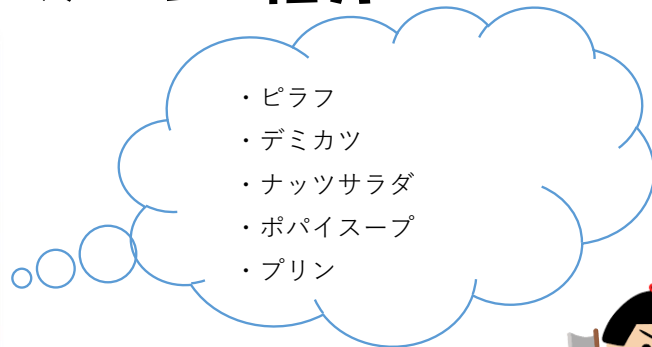 ・ピラフ
・デミカツ
・ナッツサラダ
・ポパイスープ
・プリン